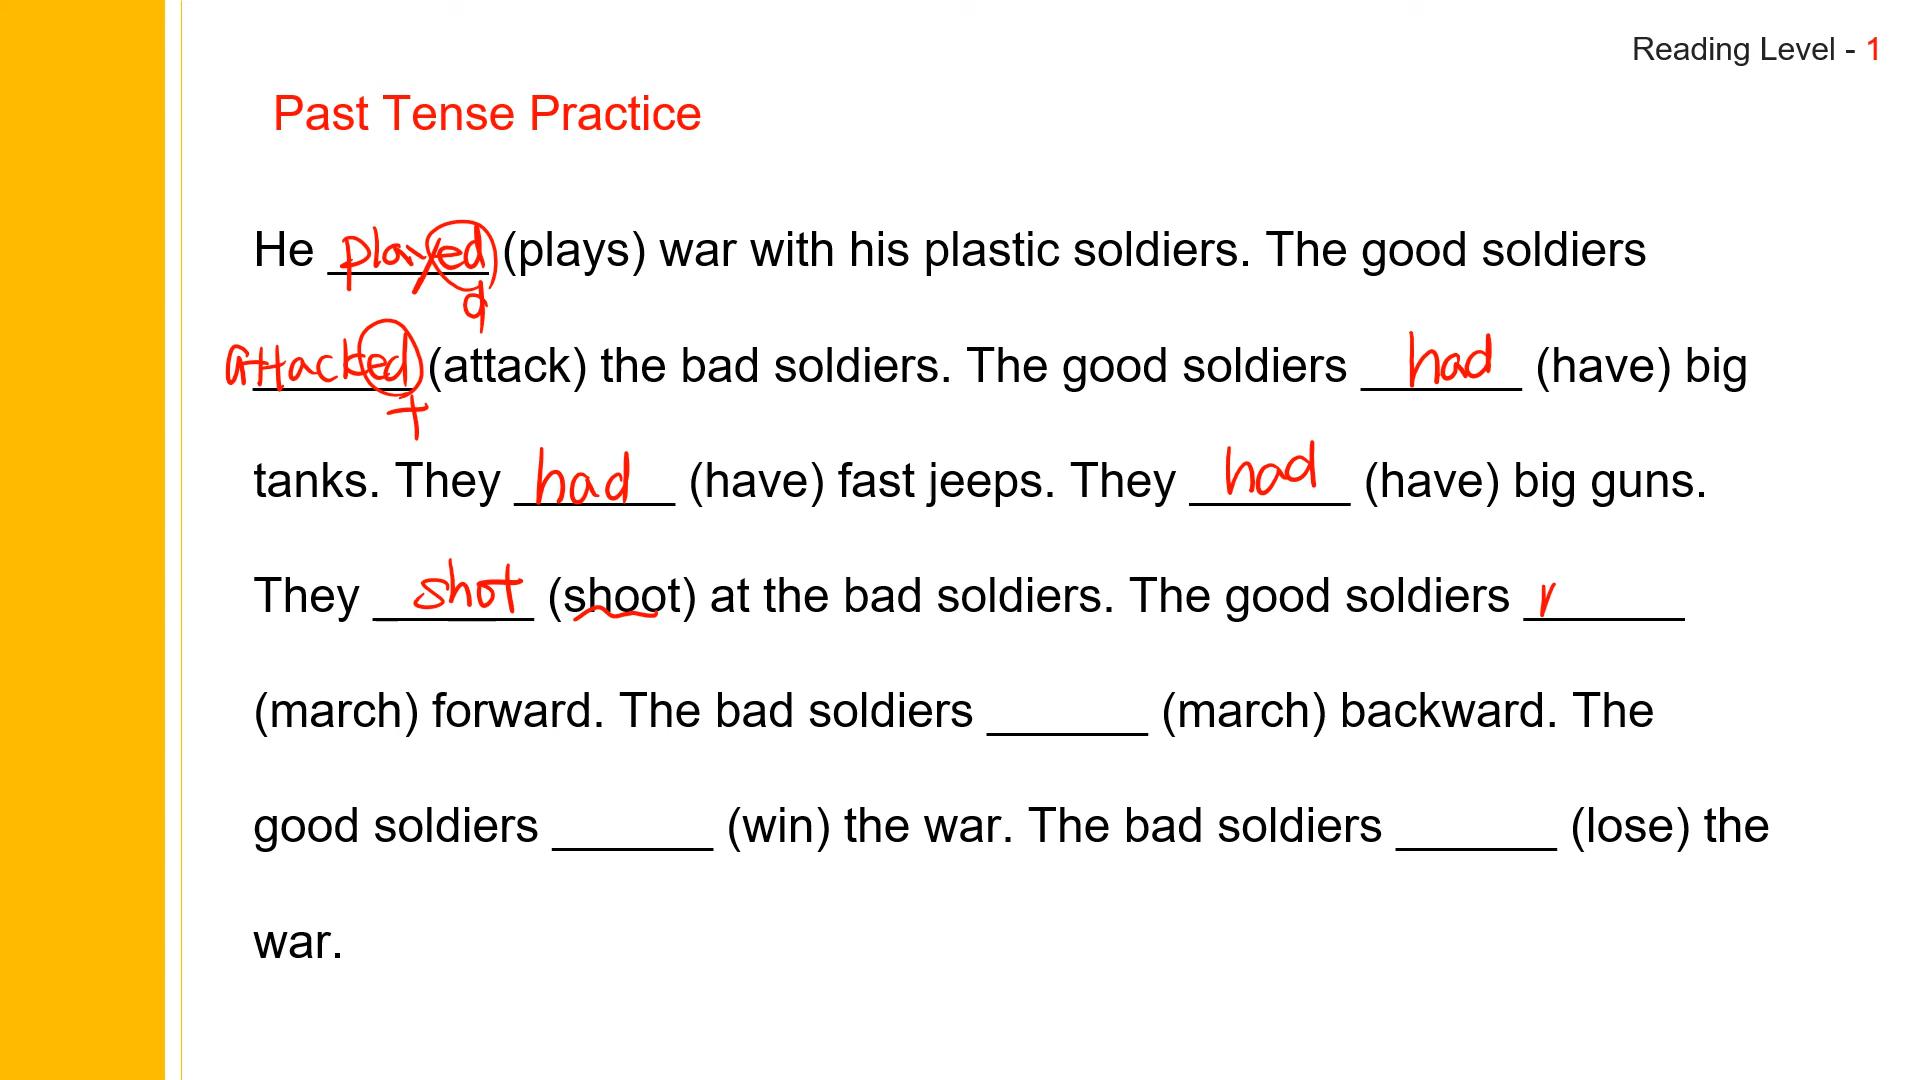 Reading Level - 1
Past Tense Practice
He played (plays) war with his plastic soldiers. The good soldiers
d
attacked (attack) the bad soldiers. The good soldiers had (have) big
t
tanks. They had (have) fast jeeps. They had (have) big guns.
They shot (shoot) at the bad soldiers. The good soldiers _______
(march) forward. The bad soldiers _______ (march) backward. The
good soldiers _______ (win) the war. The bad soldiers _______ (lose) the
war.